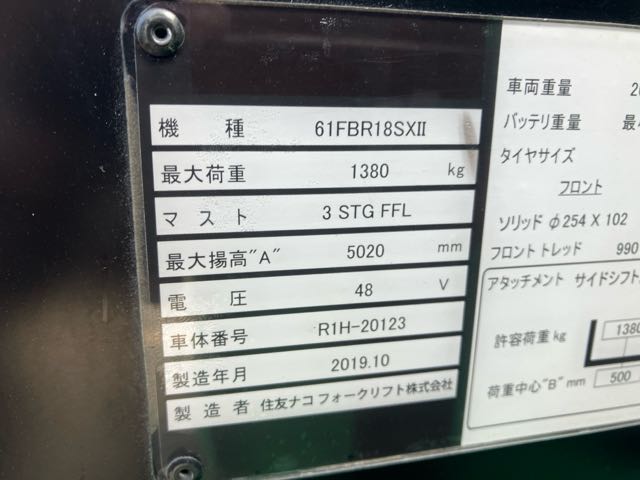 機種 61FBR18SXII
最大荷重 1380 kg
マスト 3 STG FFL
最大揚高"A" 5020 mm
電圧 48 V
車体番号 R1H-20123
製造年月 2019.10
製造者 住友ナコ フォークリフト株式会社
車両重量
バッテリ重量
タイヤサイズ
フロント
ソリッド φ254 X 102
フロント トレッド 990
アタッチメント サイドシフト
許容荷重 kg 1380
荷重中心"B" mm 500